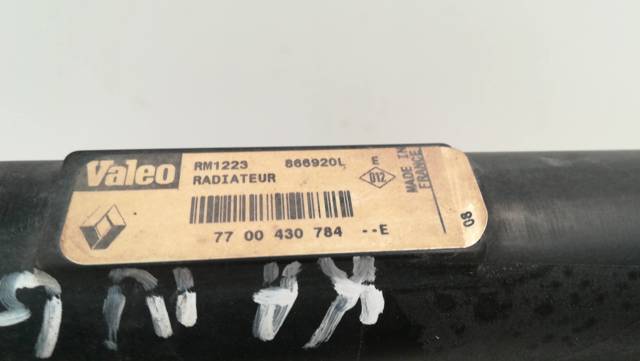 Valeo
RM1223 866920L
RADIATEUR
E
012
MADE IN
FRANCE
77 00 430 784 --E
08